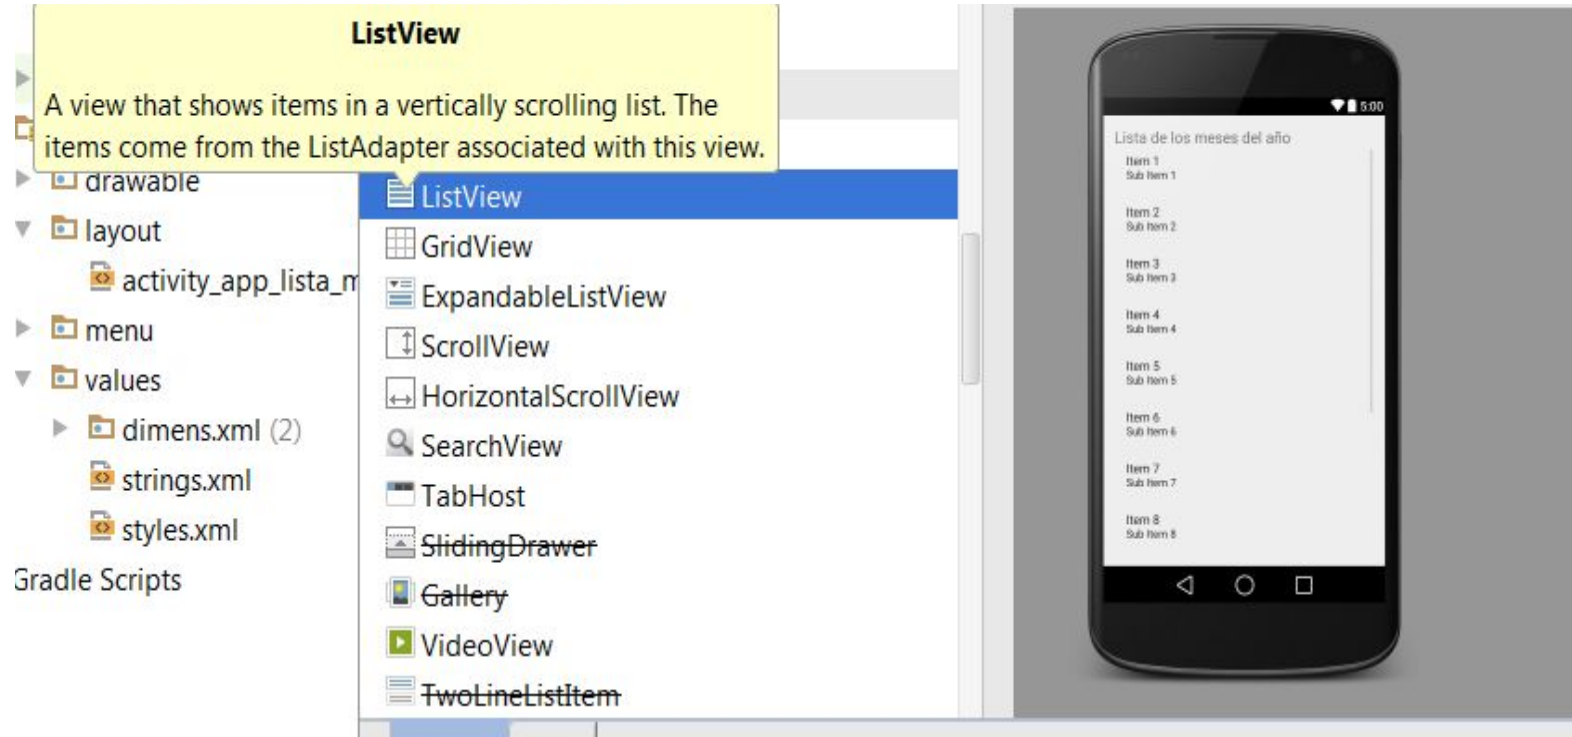 ListView
A view that shows items in a vertically scrolling list. The
items come from the ListAdapter associated with this view.
drawable
layout
activity_app_lista_m
menu
values
dimens.xml (2)
strings.xml
styles.xml
Gradle Scripts
ListView
GridView
ExpandableListView
ScrollView
HorizontalScrollView
SearchView
TabHost
SlidingDrawer
Gallery
VideoView
TwoLineListItem
5:00
Lista de los meses del año
Item 1
Sub Item 1
Item 2
Sub Item 2
Item 3
Sub Item 3
Item 4
Sub Item 4
Item 5
Sub Item 5
Item 6
Sub Item 6
Item 7
Sub Item 7
Item 8
Sub Item 8